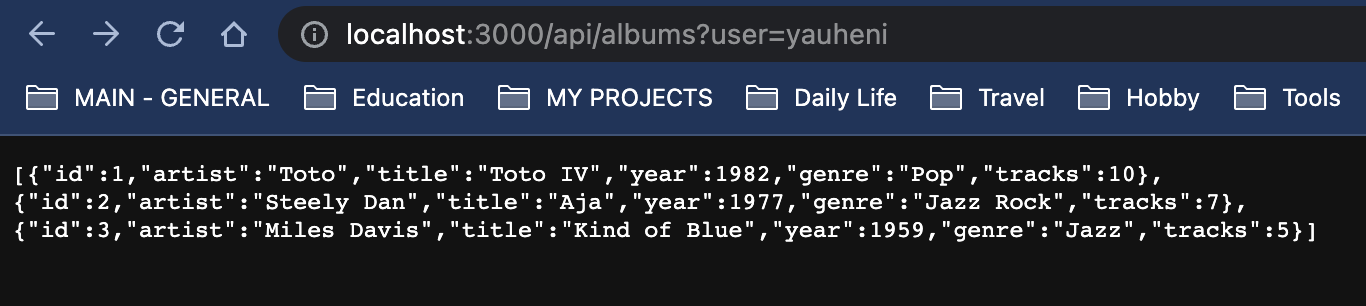 localhost:3000/api/albums?user=yauheni
MAIN - GENERAL Education MY PROJECTS Daily Life Travel Hobby Tools
[{"id":1,"artist":"Toto","title":"Toto IV","year":1982,"genre":"Pop","tracks":10},
{"id":2,"artist":"Steely Dan","title":"Aja","year":1977,"genre":"Jazz Rock","tracks":7},
{"id":3,"artist":"Miles Davis","title":"Kind of Blue","year":1959,"genre":"Jazz","tracks":5}]